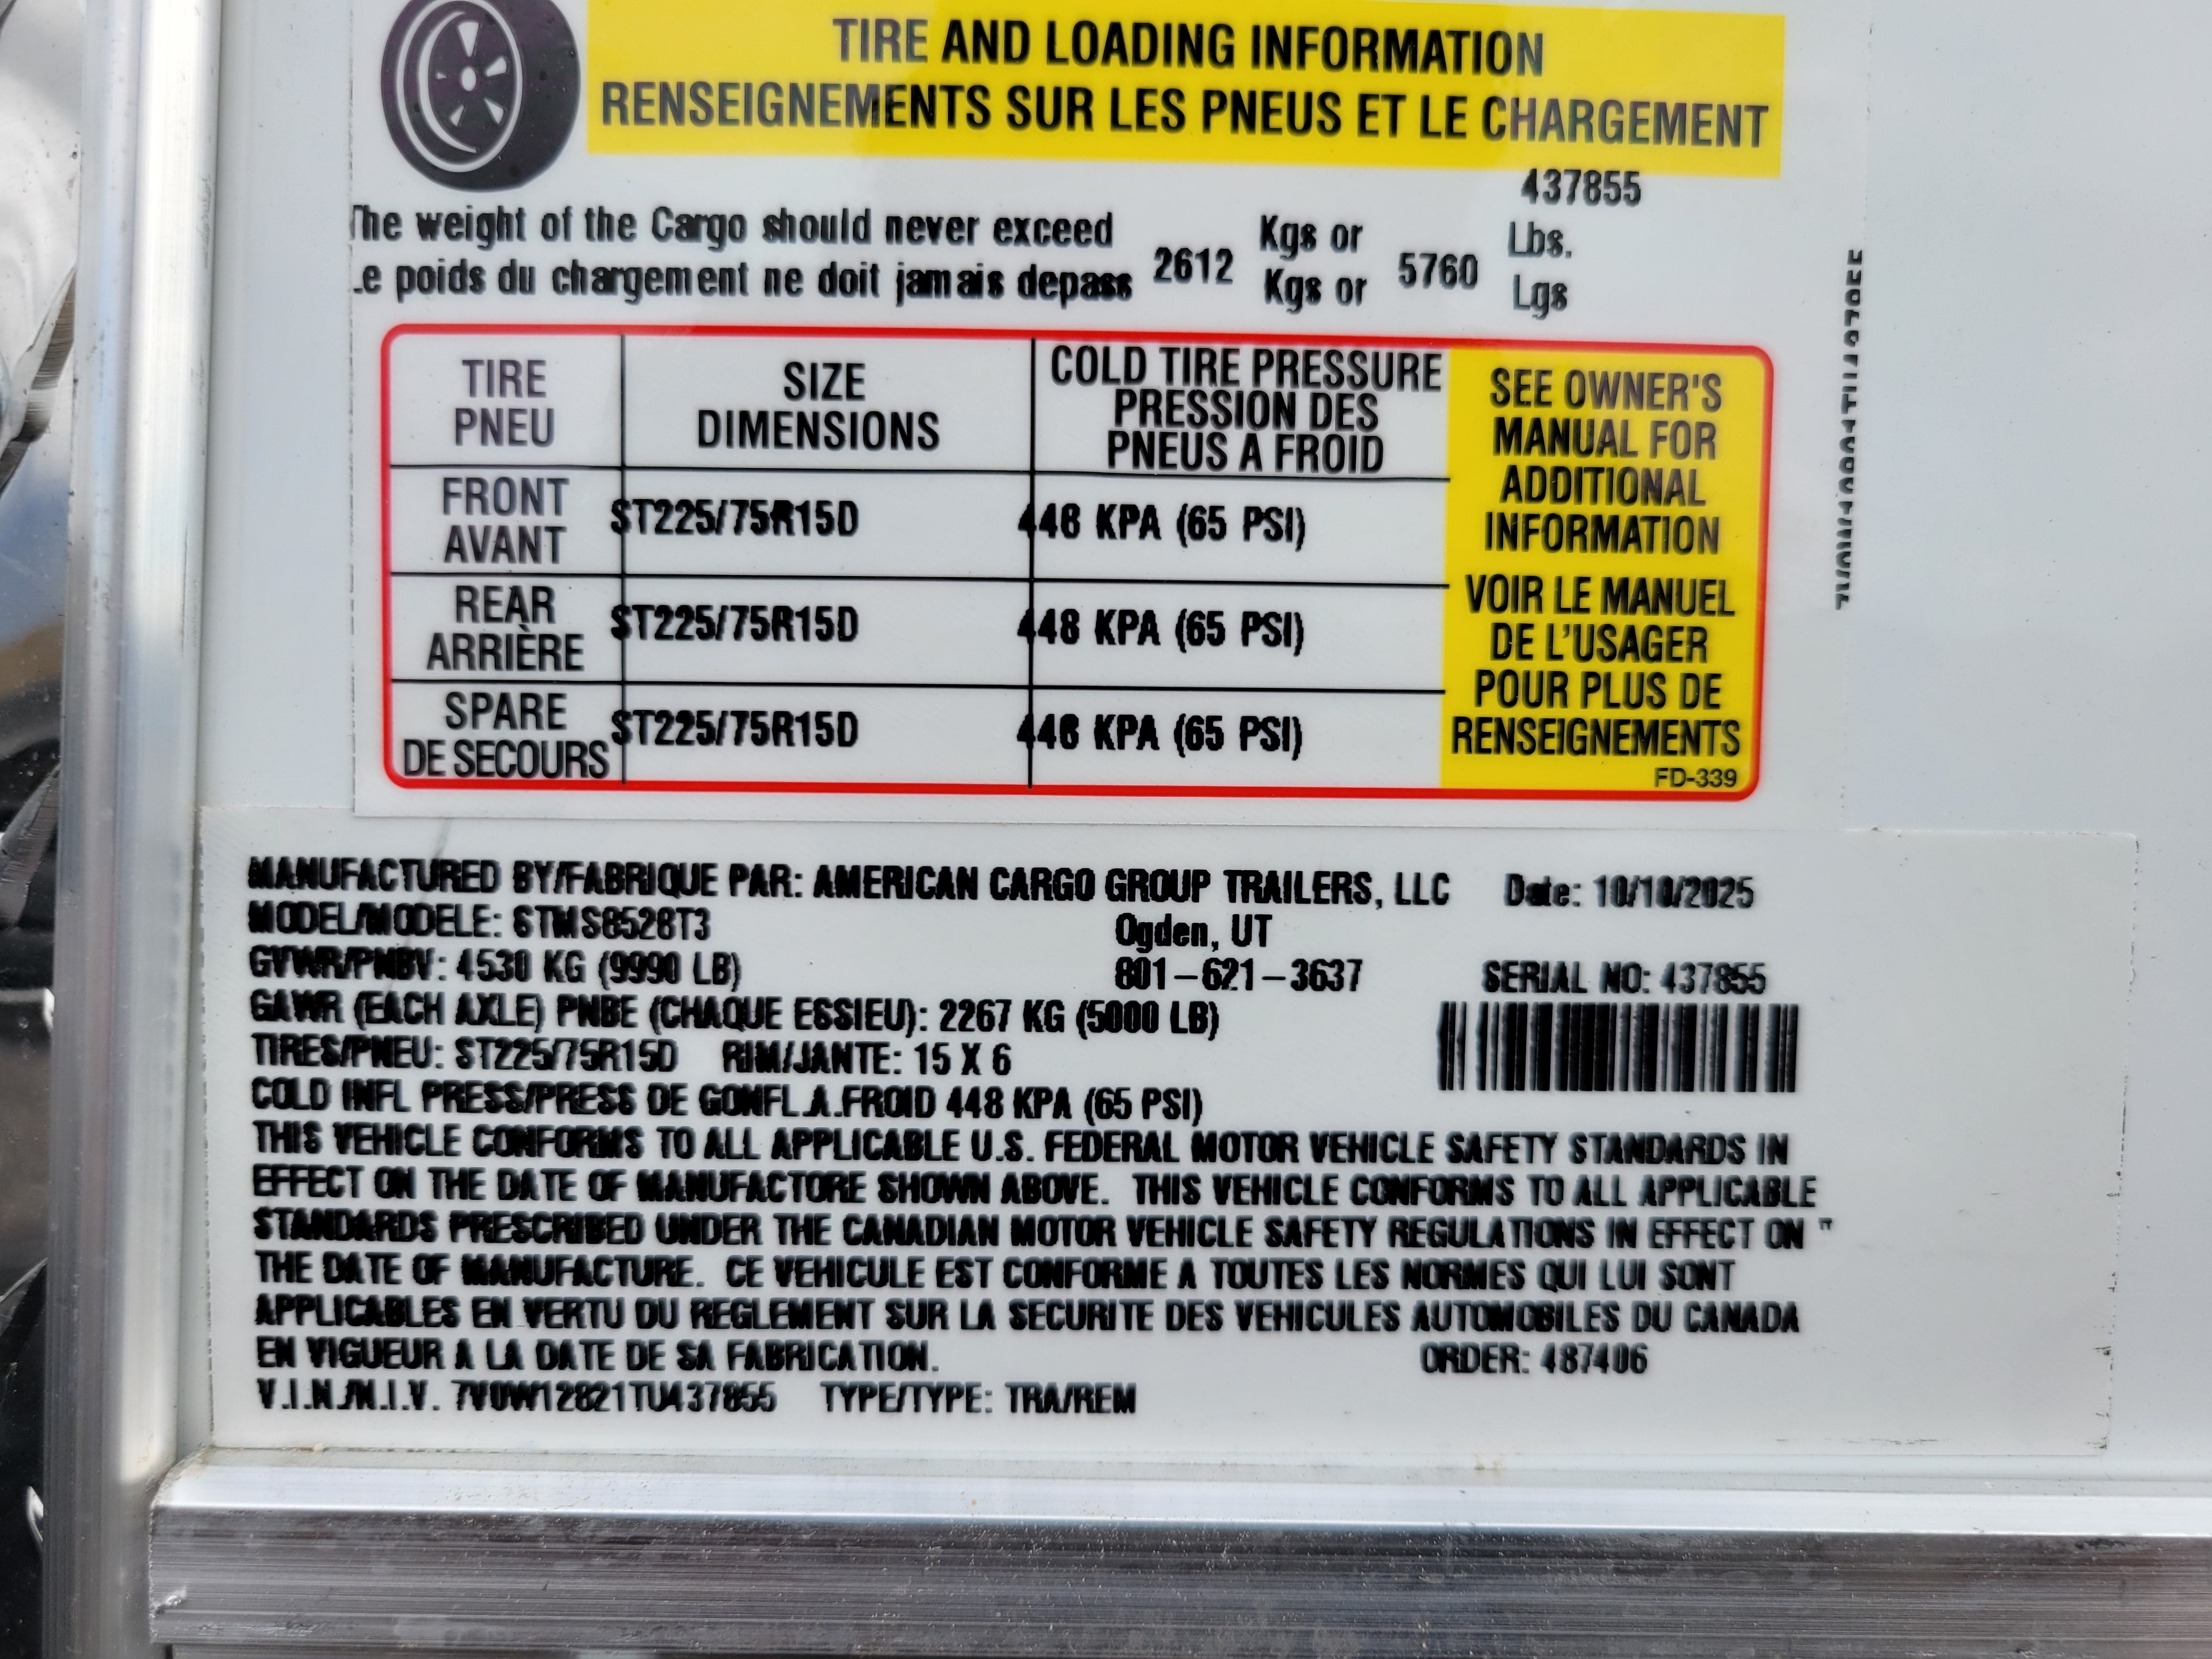 TIRE AND LOADING INFORMATION
RENSEIGNEMENTS SUR LES PNEUS ET LE CHARGEMENT
437855
The weight of the Cargo should never exceed
Le poids du chargement ne doit jamais depass
2612
Kgs or
Kgs or
5760
Lbs.
Lgs
TIRE
PNEU
SIZE
DIMENSIONS
COLD TIRE PRESSURE
PRESSION DES
PNEUS A FROID
FRONT
AVANT
ST225/75R15D
448 KPA (65 PSI)
REAR
ARRIÈRE
ST225/75R15D
448 KPA (65 PSI)
SPARE
DE SECOURS
ST225/75R15D
448 KPA (65 PSI)
SEE OWNER'S
MANUAL FOR
ADDITIONAL
INFORMATION
VOIR LE MANUEL
DE L'USAGER
POUR PLUS DE
RENSEIGNEMENTS
FD-339
MANUFACTURED BY/FABRIQUE PAR: AMERICAN CARGO GROUP TRAILERS, LLC Date: 10/10/2025
MODEL/MODELE: STMS8528T3 Ogden, UT
GVWR/PNBV: 4530 KG (9990 LB) 801-621-3637 SERIAL NO: 437855
GAWR (EACH AXLE) PNBE (CHAQUE ESSIEU): 2267 KG (5000 LB)
TIRES/PNEU: ST225/75R15D RIM/JANTE: 15 X 6
COLD INFL PRESS/PRESS DE GONFL.A.FROID 448 KPA (65 PSI)
THIS VEHICLE CONFORMS TO ALL APPLICABLE U.S. FEDERAL MOTOR VEHICLE SAFETY STANDARDS IN
EFFECT ON THE DATE OF MANUFACTORE SHOWN ABOVE. THIS VEHICLE CONFORMS TO ALL APPLICABLE
STANDARDS PRESCRIBED UNDER THE CANADIAN MOTOR VEHICLE SAFETY REGULATIONS IN EFFECT ON "
THE DATE OF MANUFACTURE. CE VEHICULE EST CONFORME A TOUTES LES NORMES QUI LUI SONT
APPLICABLES EN VERTU DU REGLEMENT SUR LA SECURITE DES VEHICULES AUTOMOBILES DU CANADA
EN VIGUEUR A LA DATE DE SA FABRICATION. ORDER: 487406
V.I.N./N.I.V. 7V0W12821TU437855 TYPE/TYPE: TRA/REM